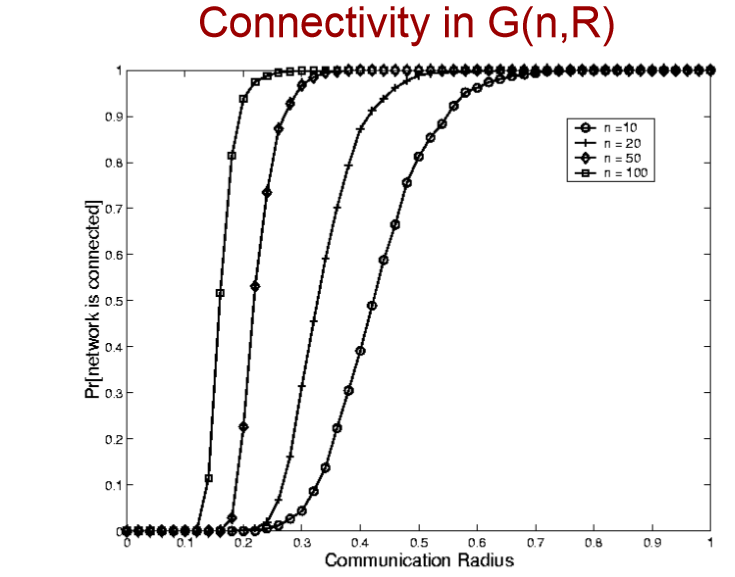 Connectivity in G(n,R)
1
0.9
0.8
0.7
0.6
0.5
0.4
0.3
0.2
0.1
0
Pr[network is connected]
n =10
n = 20
n = 50
n = 100
0 0.1 0.2 0.3 0.4 0.5 0.6 0.7 0.8 0.9 1
Communication Radius